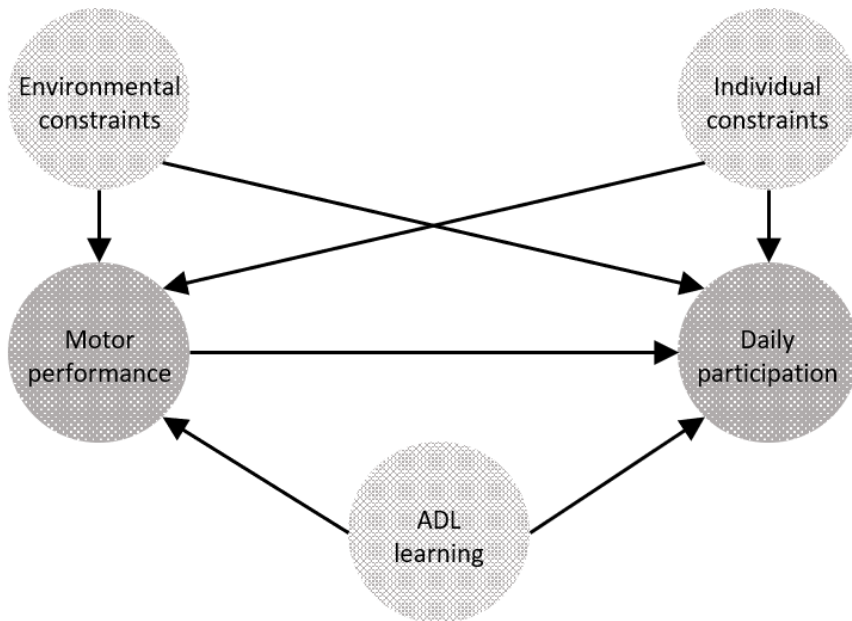 Environmental
constraints
Individual
constraints
Motor
performance
Daily
participation
ADL
learning